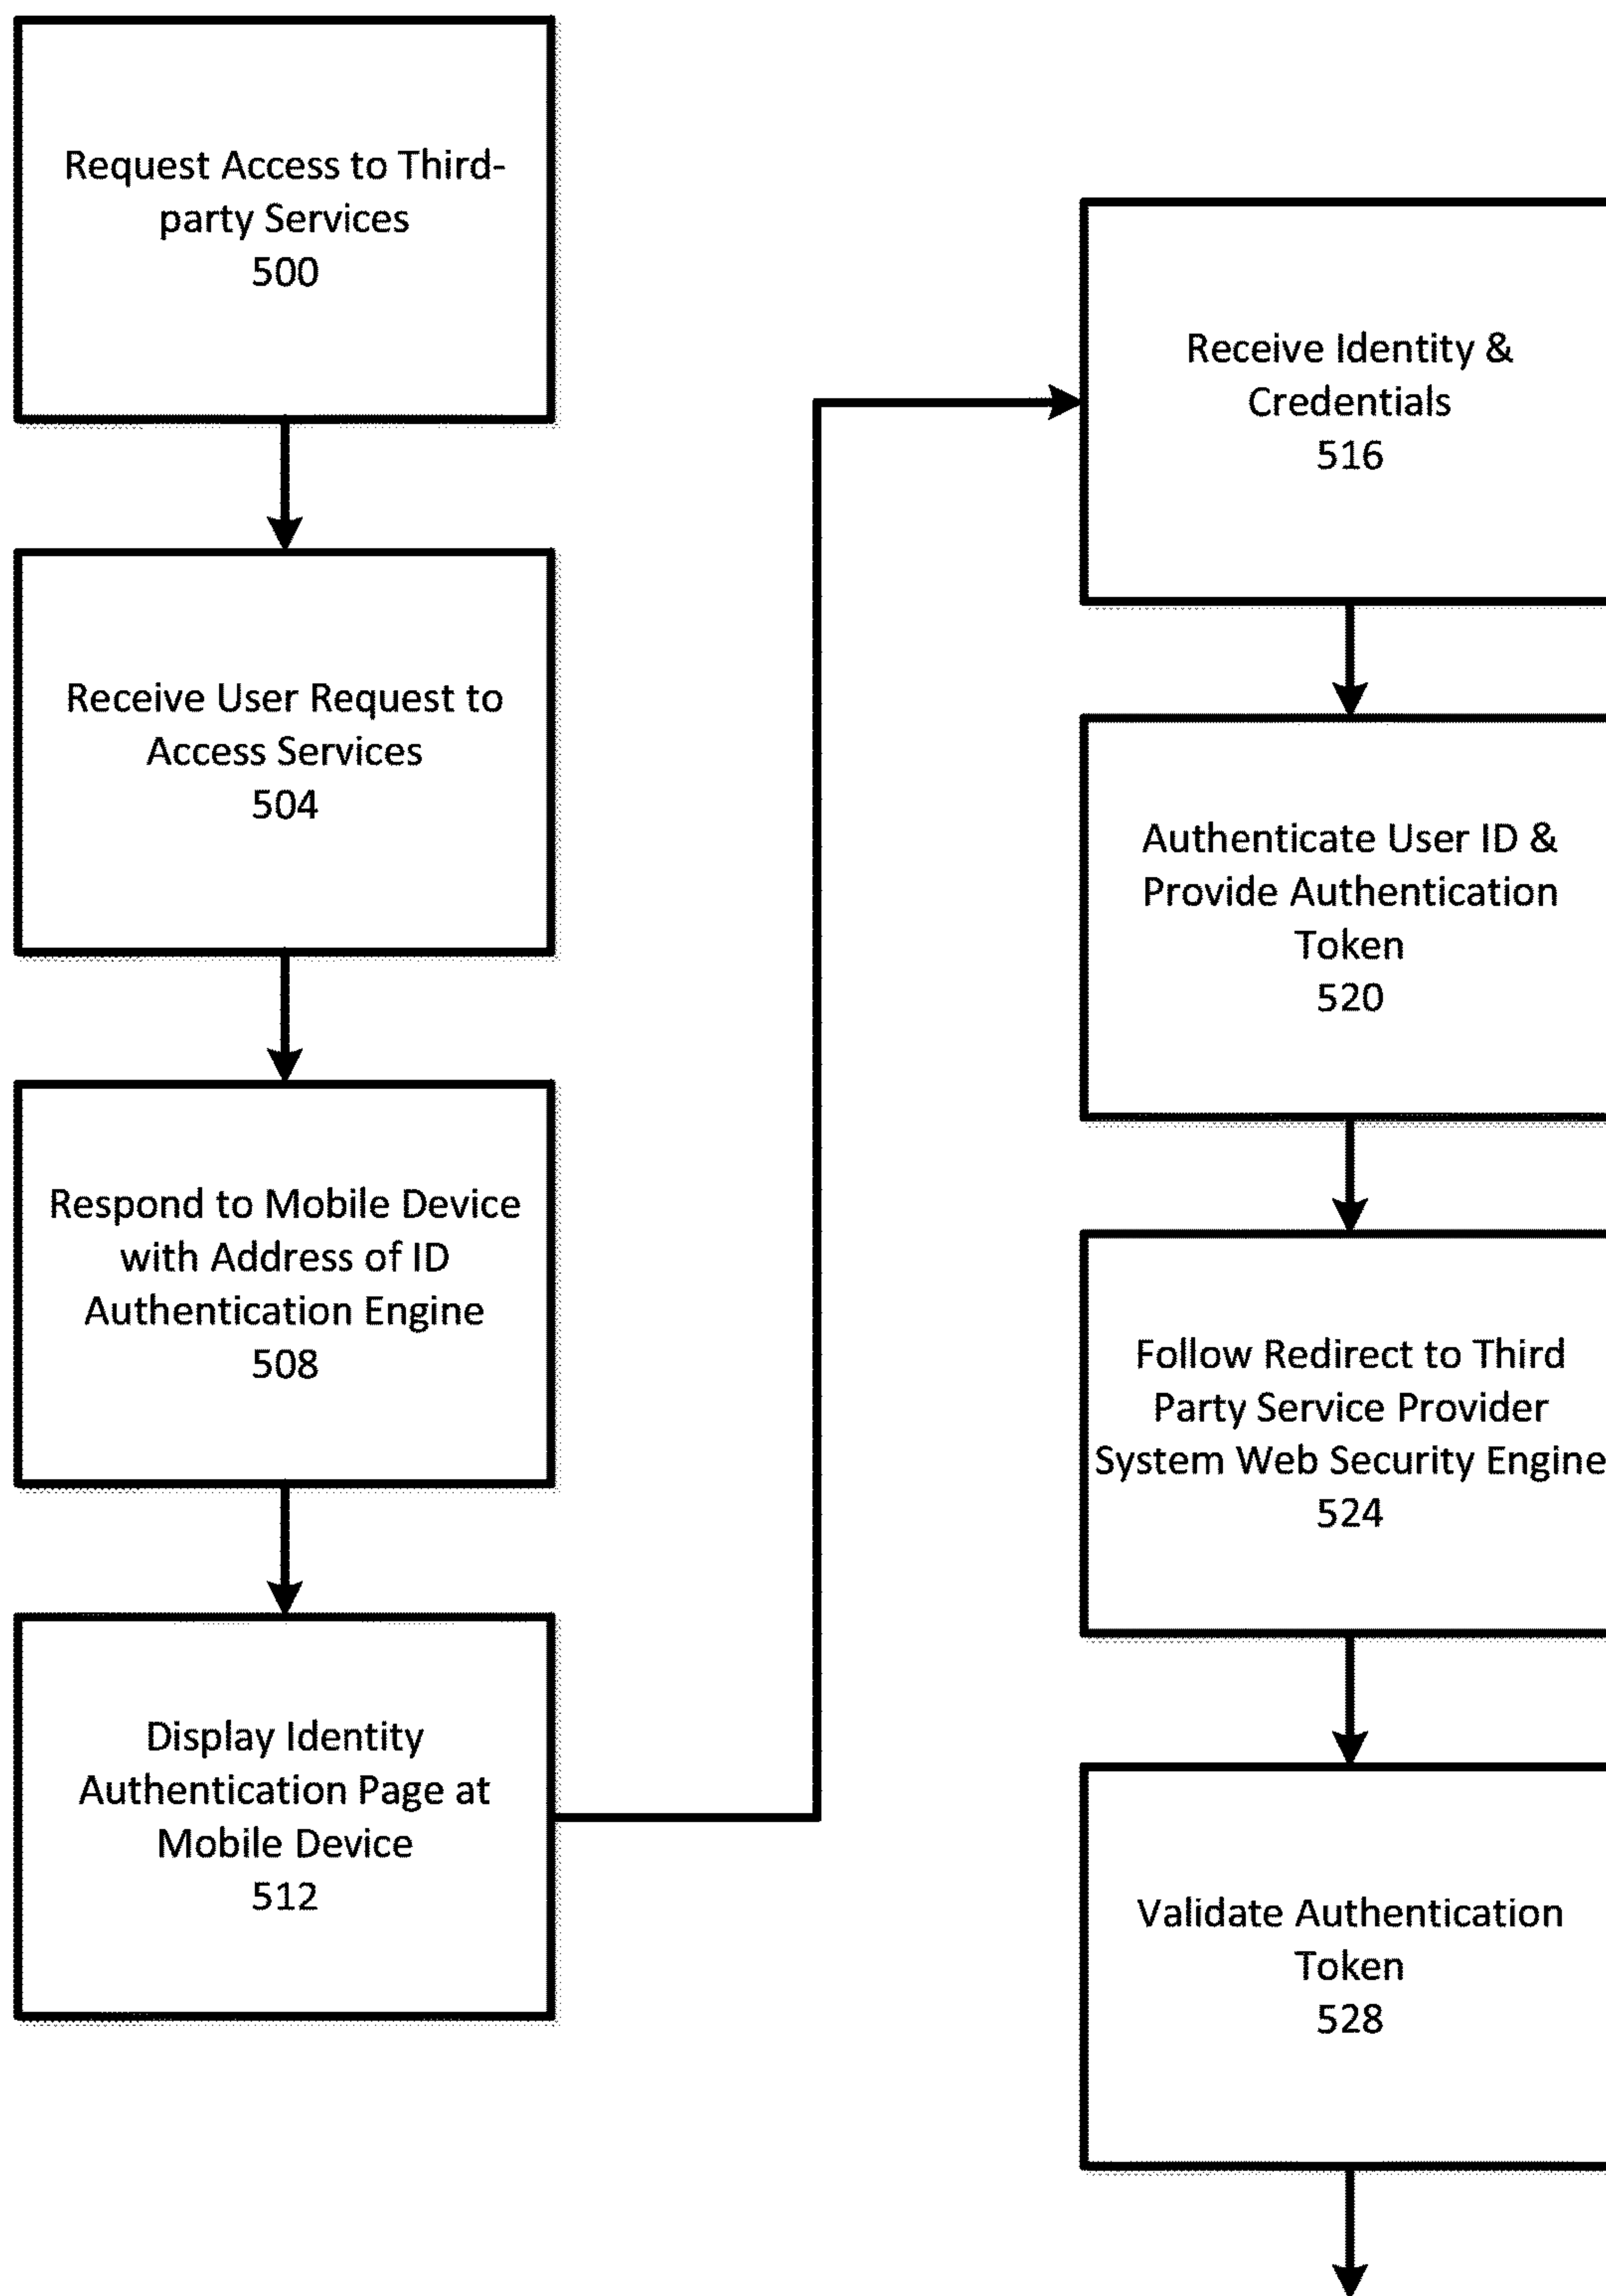 Request Access to Third-
party Services
500
Receive User Request to
Access Services
504
Respond to Mobile Device
with Address of ID
Authentication Engine
508
Display Identity
Authentication Page at
Mobile Device
512
Receive Identity &
Credentials
516
Authenticate User ID &
Provide Authentication
Token
520
Follow Redirect to Third
Party Service Provider
System Web Security Engine
524
Validate Authentication
Token
528